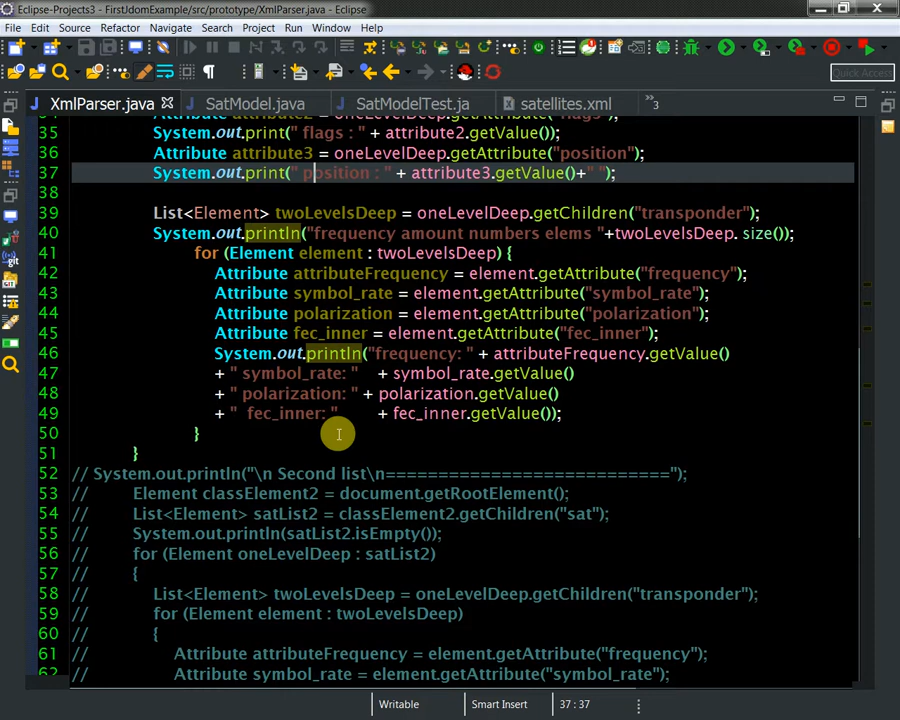 Eclipse-Projects3 - FirstJdomExample/src/prototype/XmlParser.java - Eclipse
File Edit Source Refactor Navigate Search Project Run Window Help
Quick Access
XmlParser.java SatModel.java SatModelTest.ja satellites.xml »3
34 Attribute attribute2 = oneLevelDeep.getAttribute("flags");
35 System.out.print(" flags : " + attribute2.getValue());
36 Attribute attribute3 = oneLevelDeep.getAttribute("position");
37 System.out.print(" position : " + attribute3.getValue()+" ");
38
39 List<Element> twoLevelsDeep = oneLevelDeep.getChildren("transponder");
40 System.out.println("frequency amount numbers elems "+twoLevelsDeep. size());
41 for (Element element : twoLevelsDeep) {
42 Attribute attributeFrequency = element.getAttribute("frequency");
43 Attribute symbol_rate = element.getAttribute("symbol_rate");
44 Attribute polarization = element.getAttribute("polarization");
45 Attribute fec_inner = element.getAttribute("fec_inner");
46 System.out.println("frequency: " + attributeFrequency.getValue()
47 + " symbol_rate: " + symbol_rate.getValue()
48 + " polarization: " + polarization.getValue()
49 + "  fec_inner: " + fec_inner.getValue());
50 }
51 }
52 // System.out.println("\n Second list\n===========================");
53 // Element classElement2 = document.getRootElement();
54 // List<Element> satList2 = classElement2.getChildren("sat");
55 // System.out.println(satList2.isEmpty());
56 // for (Element oneLevelDeep : satList2)
57 // {
58 // List<Element> twoLevelsDeep = oneLevelDeep.getChildren("transponder");
59 // for (Element element : twoLevelsDeep)
60 // {
61 // Attribute attributeFrequency = element.getAttribute("frequency");
62 // Attribute symbol_rate = element.getAttribute("symbol_rate");
Writable Smart Insert 37 : 37